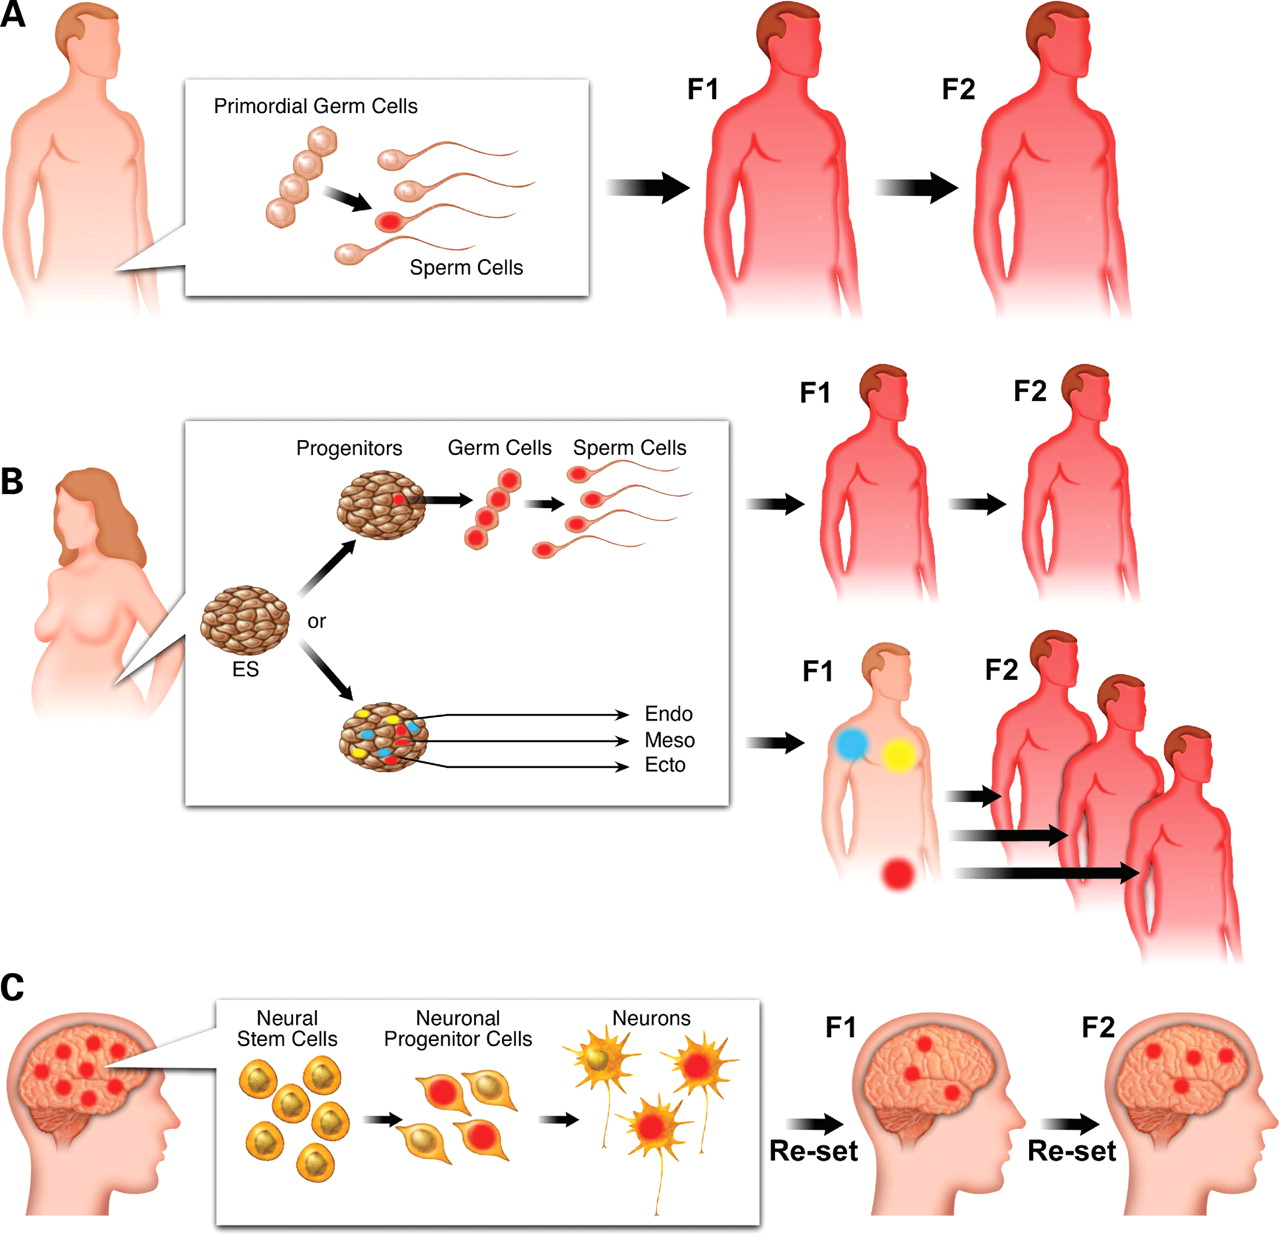 A
Primordial Germ Cells
Sperm Cells
F1
F2
B
Progenitors
Germ Cells
Sperm Cells
ES
or
Endo
Meso
Ecto
F1
F2
F1
F2
C
Neural
Stem Cells
Neuronal
Progenitor Cells
Neurons
Re-set
F1
Re-set
F2